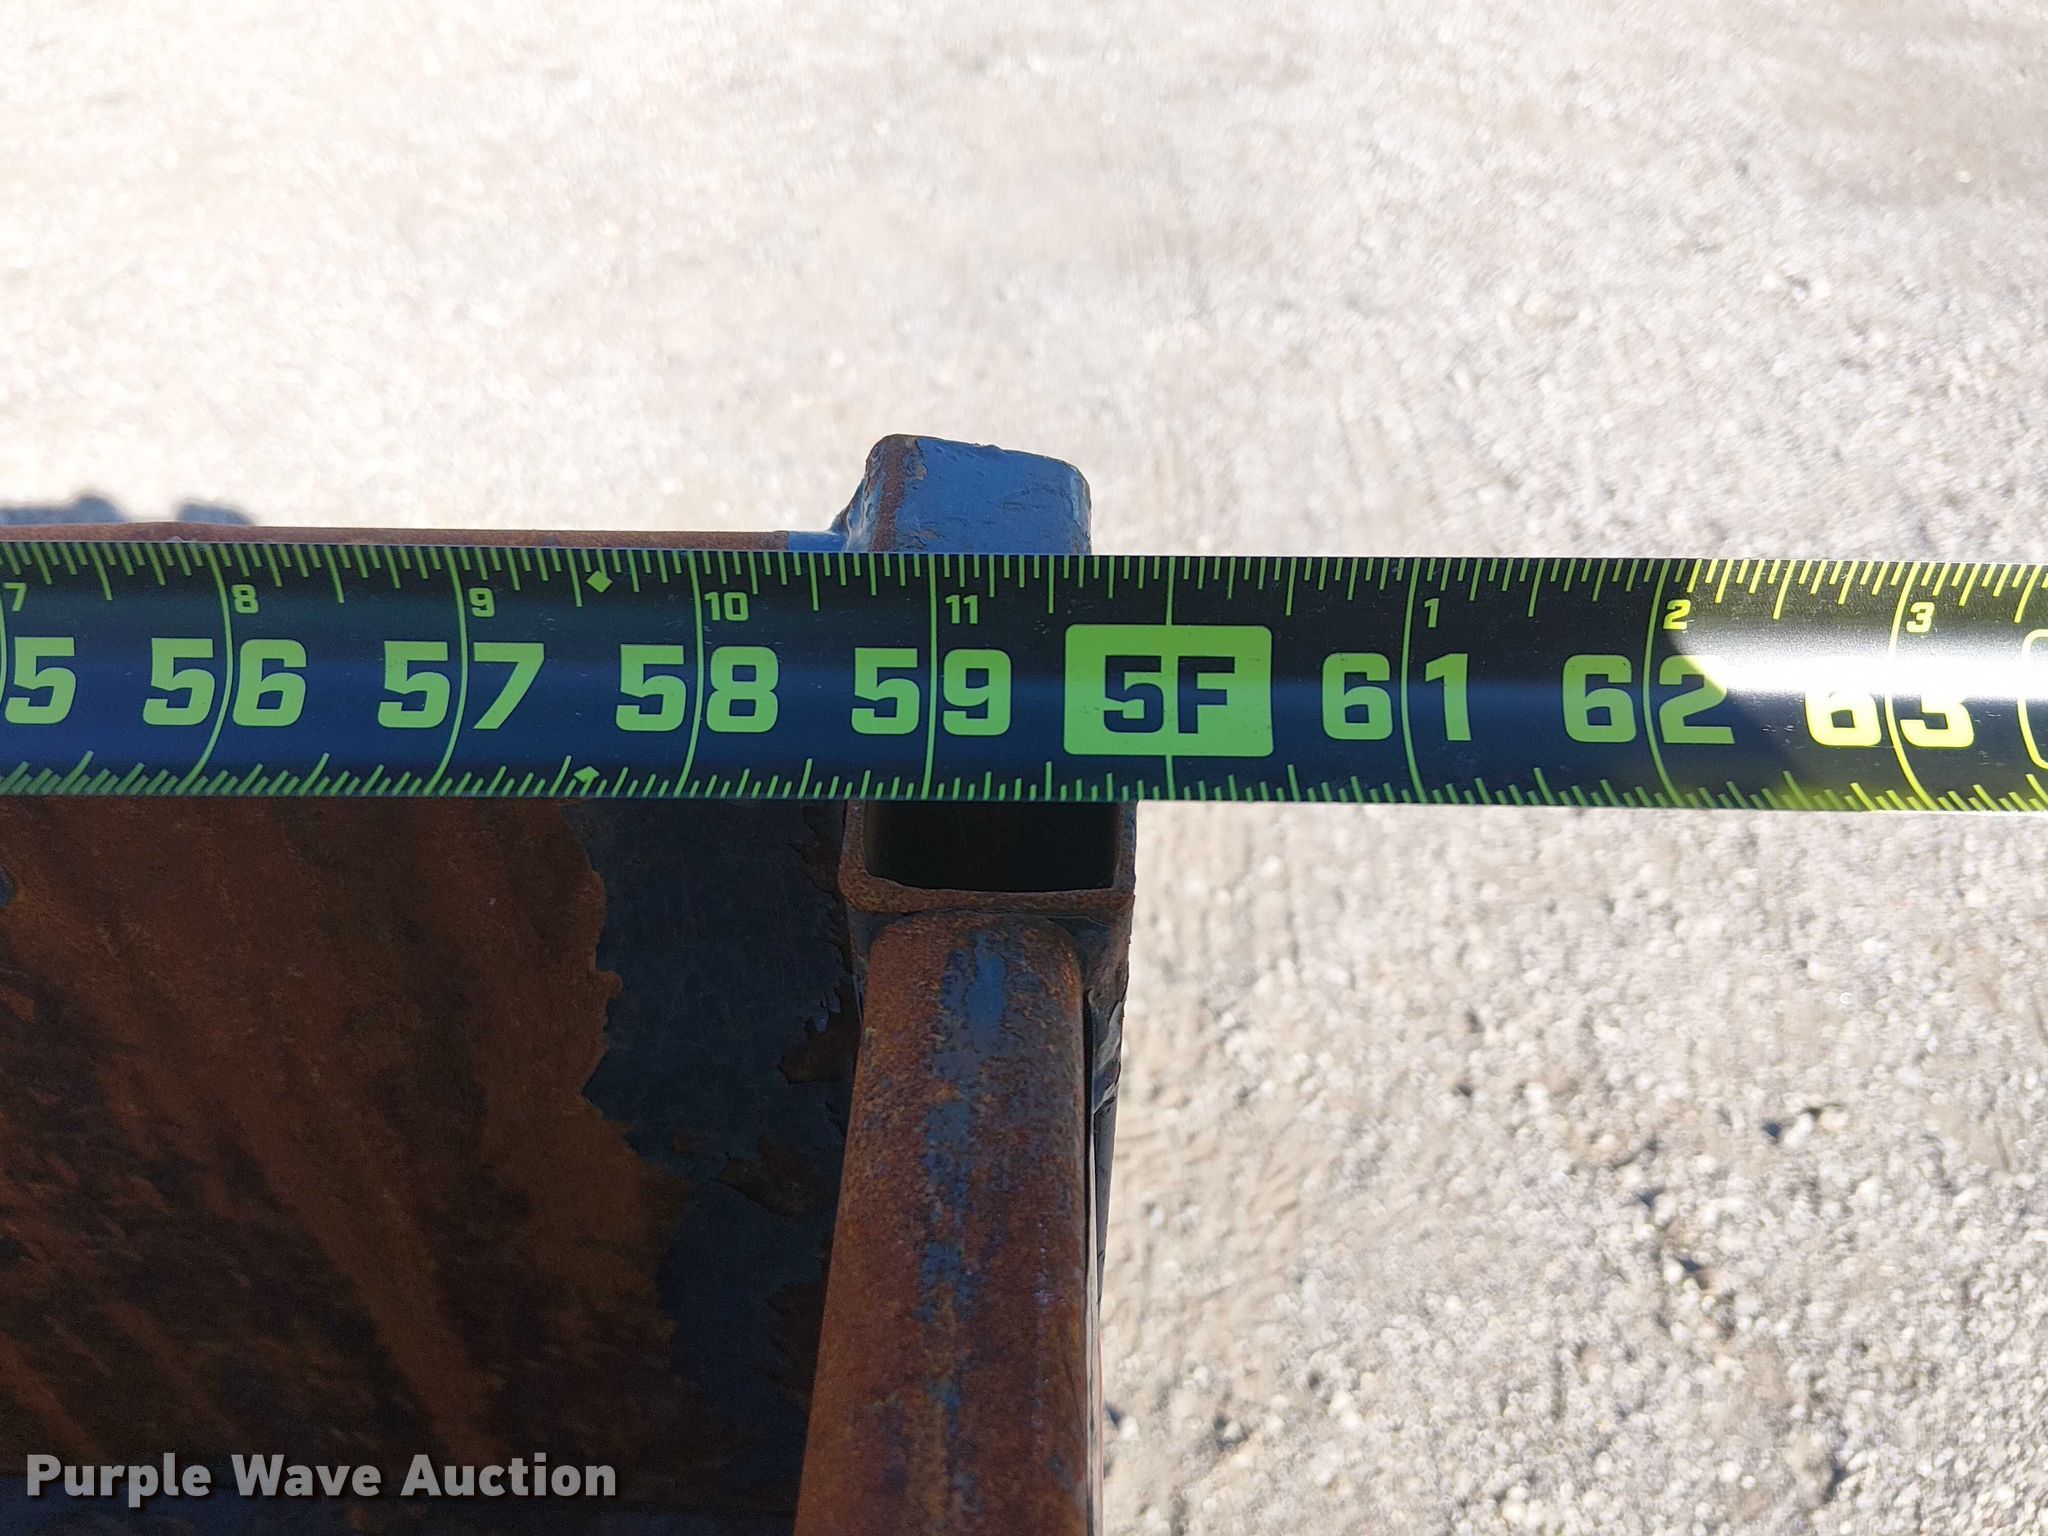 7 8 9 10 11 1 2 3
5 56 57 58 59 5F 61 62 63
Purple Wave Auction